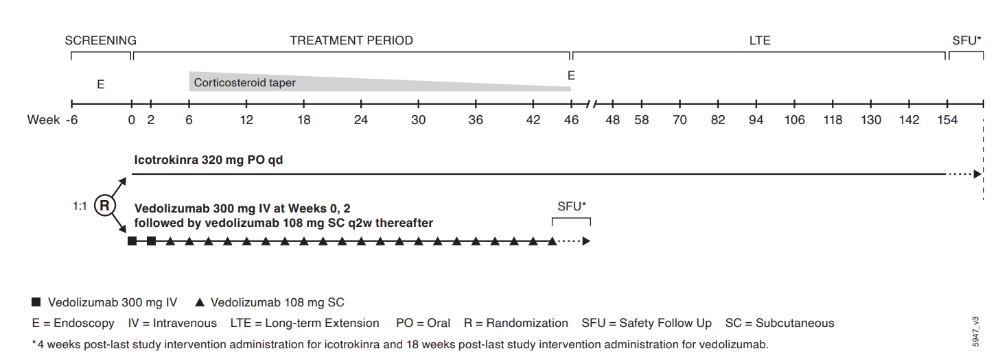 SCREENING TREATMENT PERIOD LTE SFU*
E Corticosteroid taper E
Week -6 0 2 6 12 18 24 30 36 42 46 48 58 70 82 94 106 118 130 142 154
Icotrokinra 320 mg PO qd
1:1 R
Vedolizumab 300 mg IV at Weeks 0, 2
followed by vedolizumab 108 mg SC q2w thereafter
SFU*
Vedolizumab 300 mg IV Vedolizumab 108 mg SC
E = Endoscopy IV = Intravenous LTE = Long-term Extension PO = Oral R = Randomization SFU = Safety Follow Up SC = Subcutaneous
*4 weeks post-last study intervention administration for icotrokinra and 18 weeks post-last study intervention administration for vedolizumab.
5947_v3